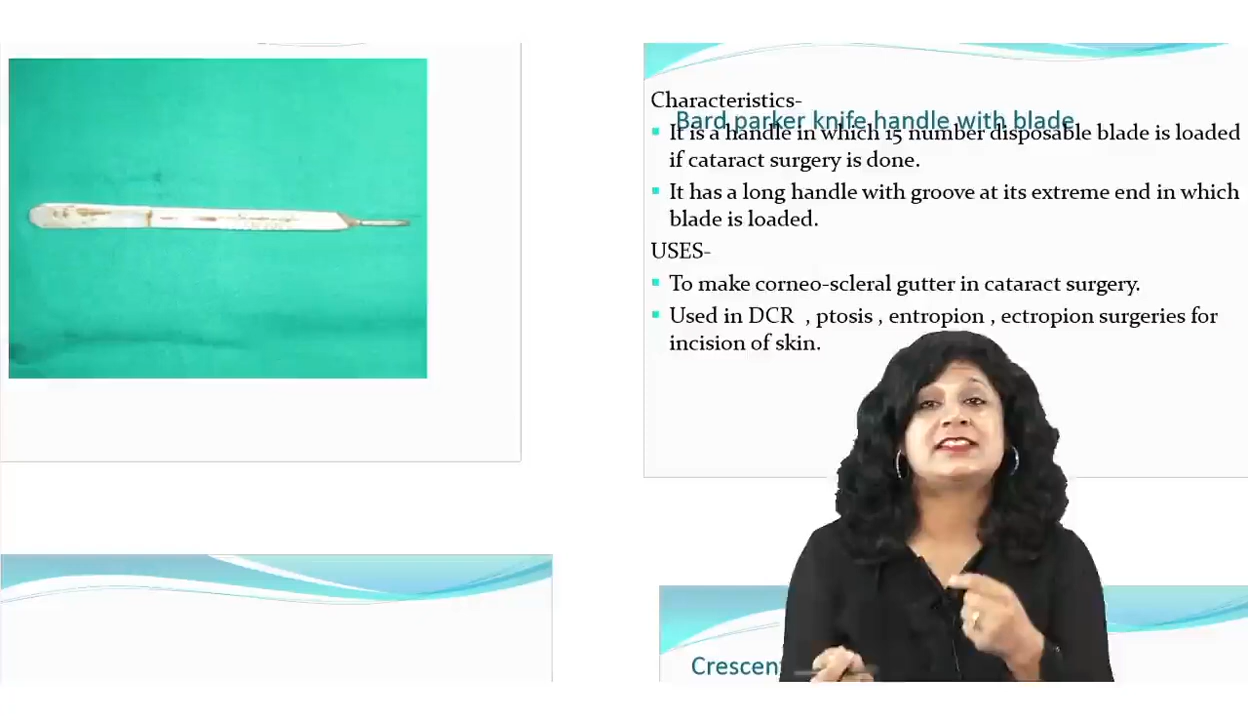 Characteristics-
Bard parker knife handle with blade
It is a handle in which 15 number disposable blade is loaded
if cataract surgery is done.
It has a long handle with groove at its extreme end in which
blade is loaded.
USES-
To make corneo-scleral gutter in cataract surgery.
Used in DCR , ptosis , entropion , ectropion surgeries for
incision of skin.
Crescen